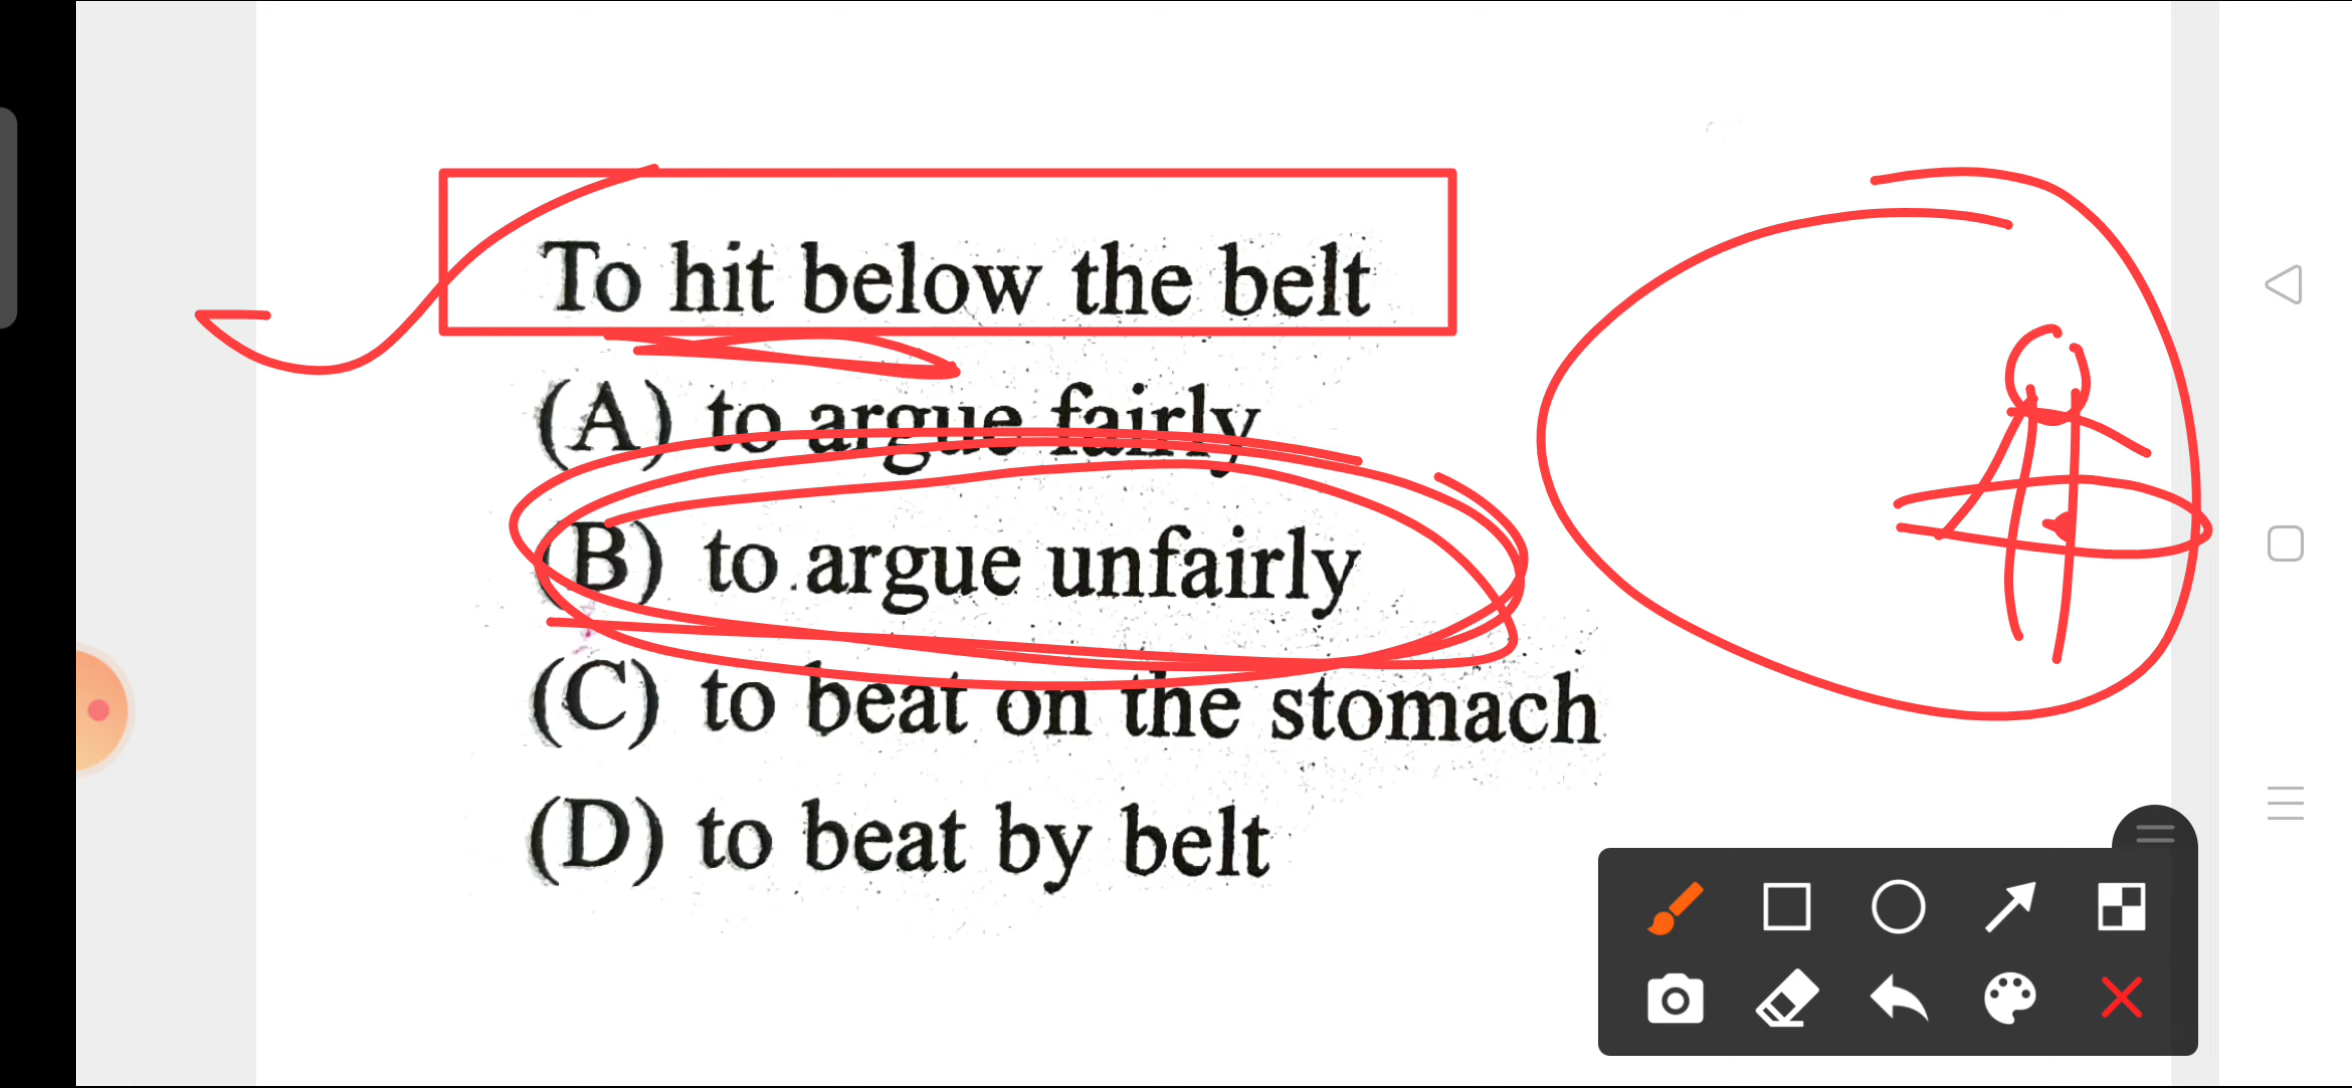 To hit below the belt
(A) to argue fairly
(B) to argue unfairly
(C) to beat on the stomach
(D) to beat by belt